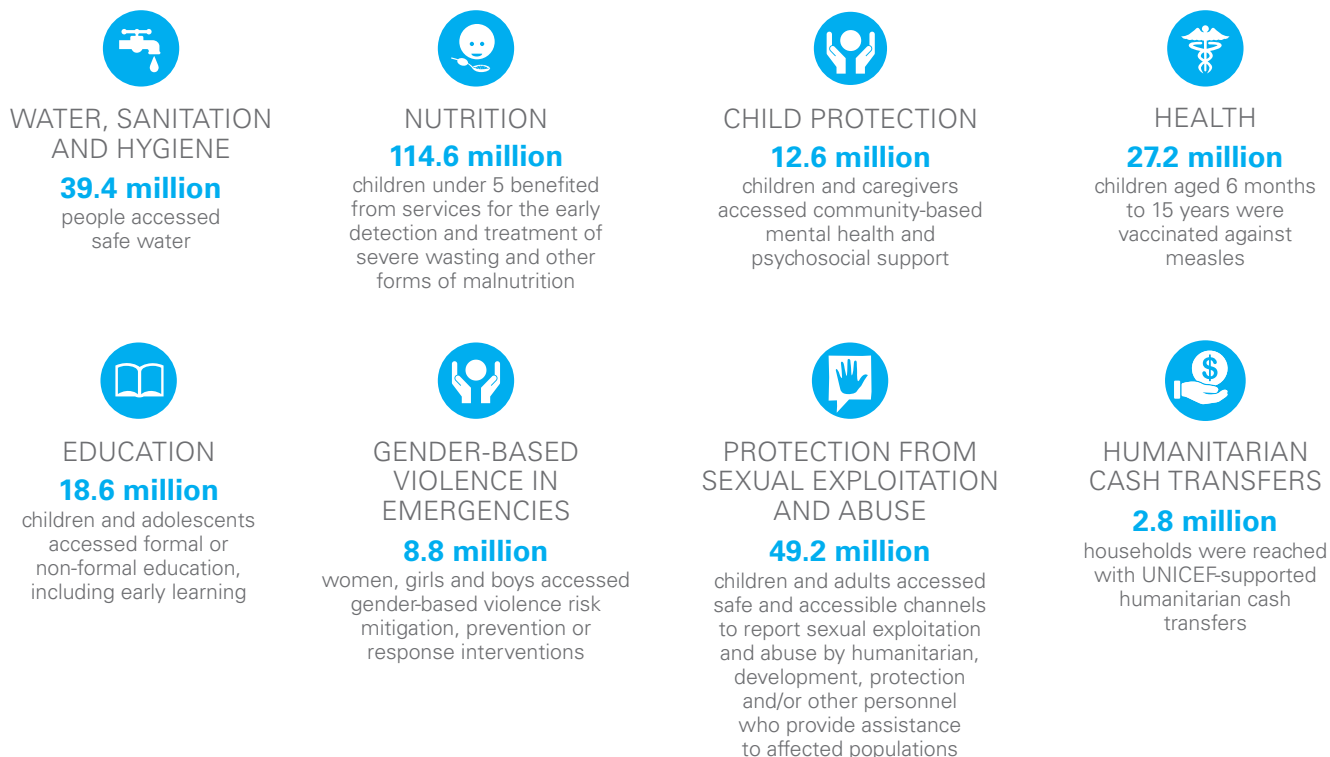 WATER, SANITATION
AND HYGIENE
39.4 million
people accessed
safe water
NUTRITION
114.6 million
children under 5 benefited
from services for the early
detection and treatment of
severe wasting and other
forms of malnutrition
CHILD PROTECTION
12.6 million
children and caregivers
accessed community-based
mental health and
psychosocial support
HEALTH
27.2 million
children aged 6 months
to 15 years were
vaccinated against
measles
EDUCATION
18.6 million
children and adolescents
accessed formal or
non-formal education,
including early learning
GENDER-BASED
VIOLENCE IN
EMERGENCIES
8.8 million
women, girls and boys accessed
gender-based violence risk
mitigation, prevention or
response interventions
PROTECTION FROM
SEXUAL EXPLOITATION
AND ABUSE
49.2 million
children and adults accessed
safe and accessible channels
to report sexual exploitation
and abuse by humanitarian,
development, protection
and/or other personnel
who provide assistance
to affected populations
$
HUMANITARIAN
CASH TRANSFERS
2.8 million
households were reached
with UNICEF-supported
humanitarian cash
transfers